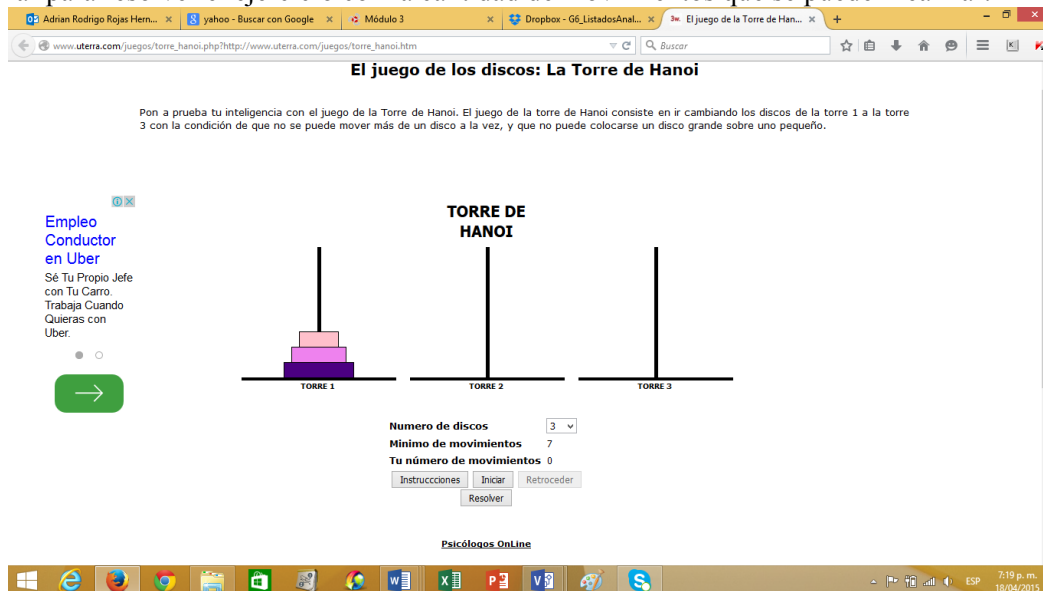 Adrian Rodrigo Rojas Hern... × yahoo - Buscar con Google × Módulo 3 × Dropbox - G6_ListadosAnal... × El juego de la Torre de Han... × +
www.uterra.com/juegos/torre_hanoi.php?http://www.uterra.com/juegos/torre_hanoi.htm Buscar
El juego de los discos: La Torre de Hanoi
Pon a prueba tu inteligencia con el juego de la Torre de Hanoi. El juego de la torre de Hanoi consiste en ir cambiando los discos de la torre 1 a la torre
3 con la condición de que no se puede mover más de un disco a la vez, y que no puede colocarse un disco grande sobre uno pequeño.
Empleo
Conductor
en Uber
Sé Tu Propio Jefe
con Tu Carro.
Trabaja Cuando
Quieras con
Uber.
TORRE DE
HANOI
TORRE 1 TORRE 2 TORRE 3
Numero de discos 3
Minimo de movimientos 7
Tu número de movimientos 0
Instruccciones Iniciar Retroceder
Resolver
Psicólogos OnLine
ESP 7:19 p. m.
18/04/2015